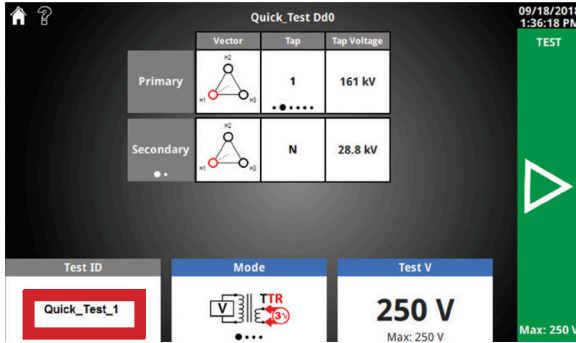 Quick_Test Dd0
09/18/2018
1:36:18 PM
TEST
Vector Tap Tap Voltage
Primary
H2
H1 H3
1
161 kV
Secondary
H2
H1 H3
N
28.8 kV
Test ID
Quick_Test_1
Mode
V
TTR
3
Test V
250 V
Max: 250 V
Max: 250 V